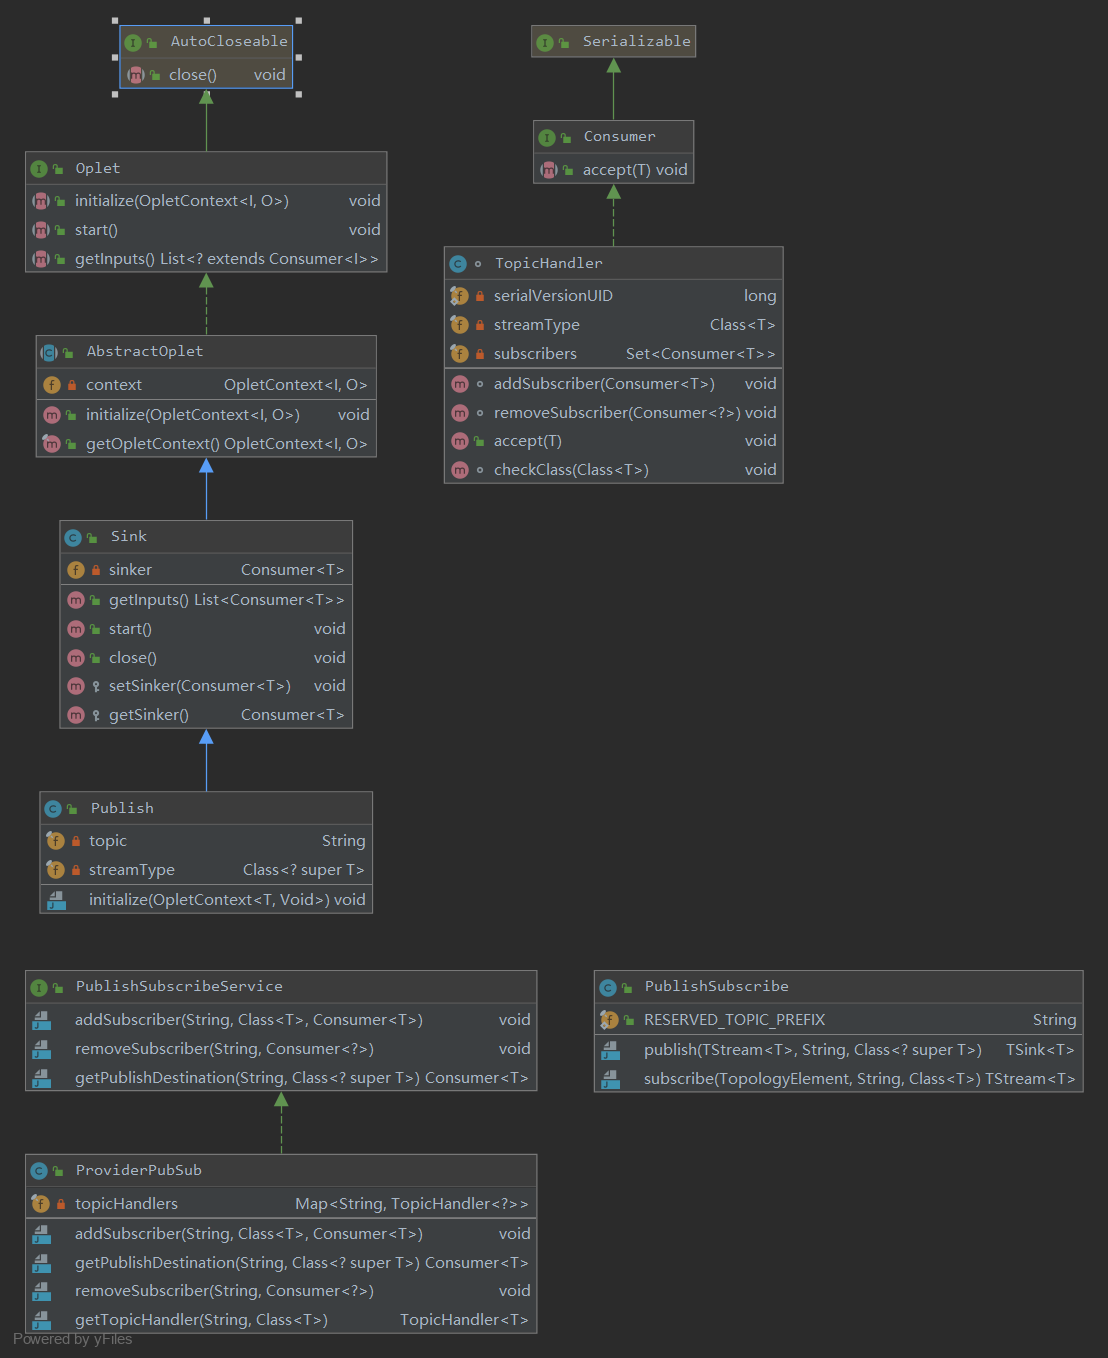 AutoCloseable
close() void
Serializable
Consumer
accept(T) void
Oplet
initialize(OpletContext<I, O>) void
start() void
getInputs() List<? extends Consumer<I>>
TopicHandler
serialVersionUID long
streamType Class<T>
subscribers Set<Consumer<T>>
addSubscriber(Consumer<T>) void
removeSubscriber(Consumer<?>) void
accept(T) void
checkClass(Class<T>) void
AbstractOplet
context OpletContext<I, O>
initialize(OpletContext<I, O>) void
getOpletContext() OpletContext<I, O>
Sink
sinker Consumer<T>
getInputs() List<Consumer<T>>
start() void
close() void
setSinker(Consumer<T>) void
getSinker() Consumer<T>
Publish
topic String
streamType Class<? super T>
initialize(OpletContext<T, Void>) void
PublishSubscribeService
addSubscriber(String, Class<T>, Consumer<T>) void
removeSubscriber(String, Consumer<?>) void
getPublishDestination(String, Class<? super T>) Consumer<T>
PublishSubscribe
RESERVED_TOPIC_PREFIX String
publish(TStream<T>, String, Class<? super T>) TSink<T>
subscribe(TopologyElement, String, Class<T>) TStream<T>
ProviderPubSub
topicHandlers Map<String, TopicHandler<?>>
addSubscriber(String, Class<T>, Consumer<T>) void
getPublishDestination(String, Class<? super T>) Consumer<T>
removeSubscriber(String, Consumer<?>) void
getTopicHandler(String, Class<T>) TopicHandler<T>
Powered by yFiles